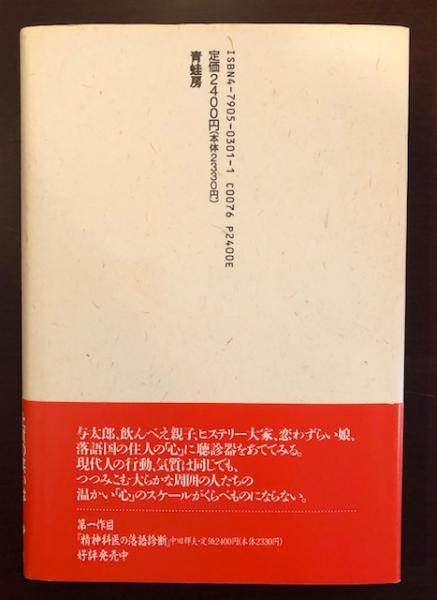 ISBN4-7905-0301-1 C0076 P2400E
定価2400円(本体2330円)
青蛙房
与太郎、飲んべえ親子、ヒステリー大家、恋わずらい娘、
落語国の住人の「心」に聴診器をあててみる。
現代人の行動、気質は同じでも、
つつみこむ大らかな周囲の人たちの
温かい「心」のスケールがくらべものにならない。
第一作目
『精神科医の落語診断』中田輝夫・定価2400円(本体2330円)
好評発売中